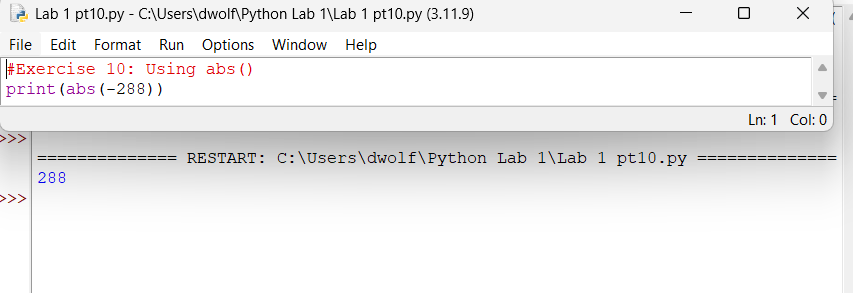 Lab 1 pt10.py - C:\Users\dwolf\Python Lab 1\Lab 1 pt10.py (3.11.9)
File Edit Format Run Options Window Help
#Exercise 10: Using abs()
print(abs(-288))
Ln: 1 Col: 0
>>>
============== RESTART: C:\Users\dwolf\Python Lab 1\Lab 1 pt10.py ==============
288
>>>